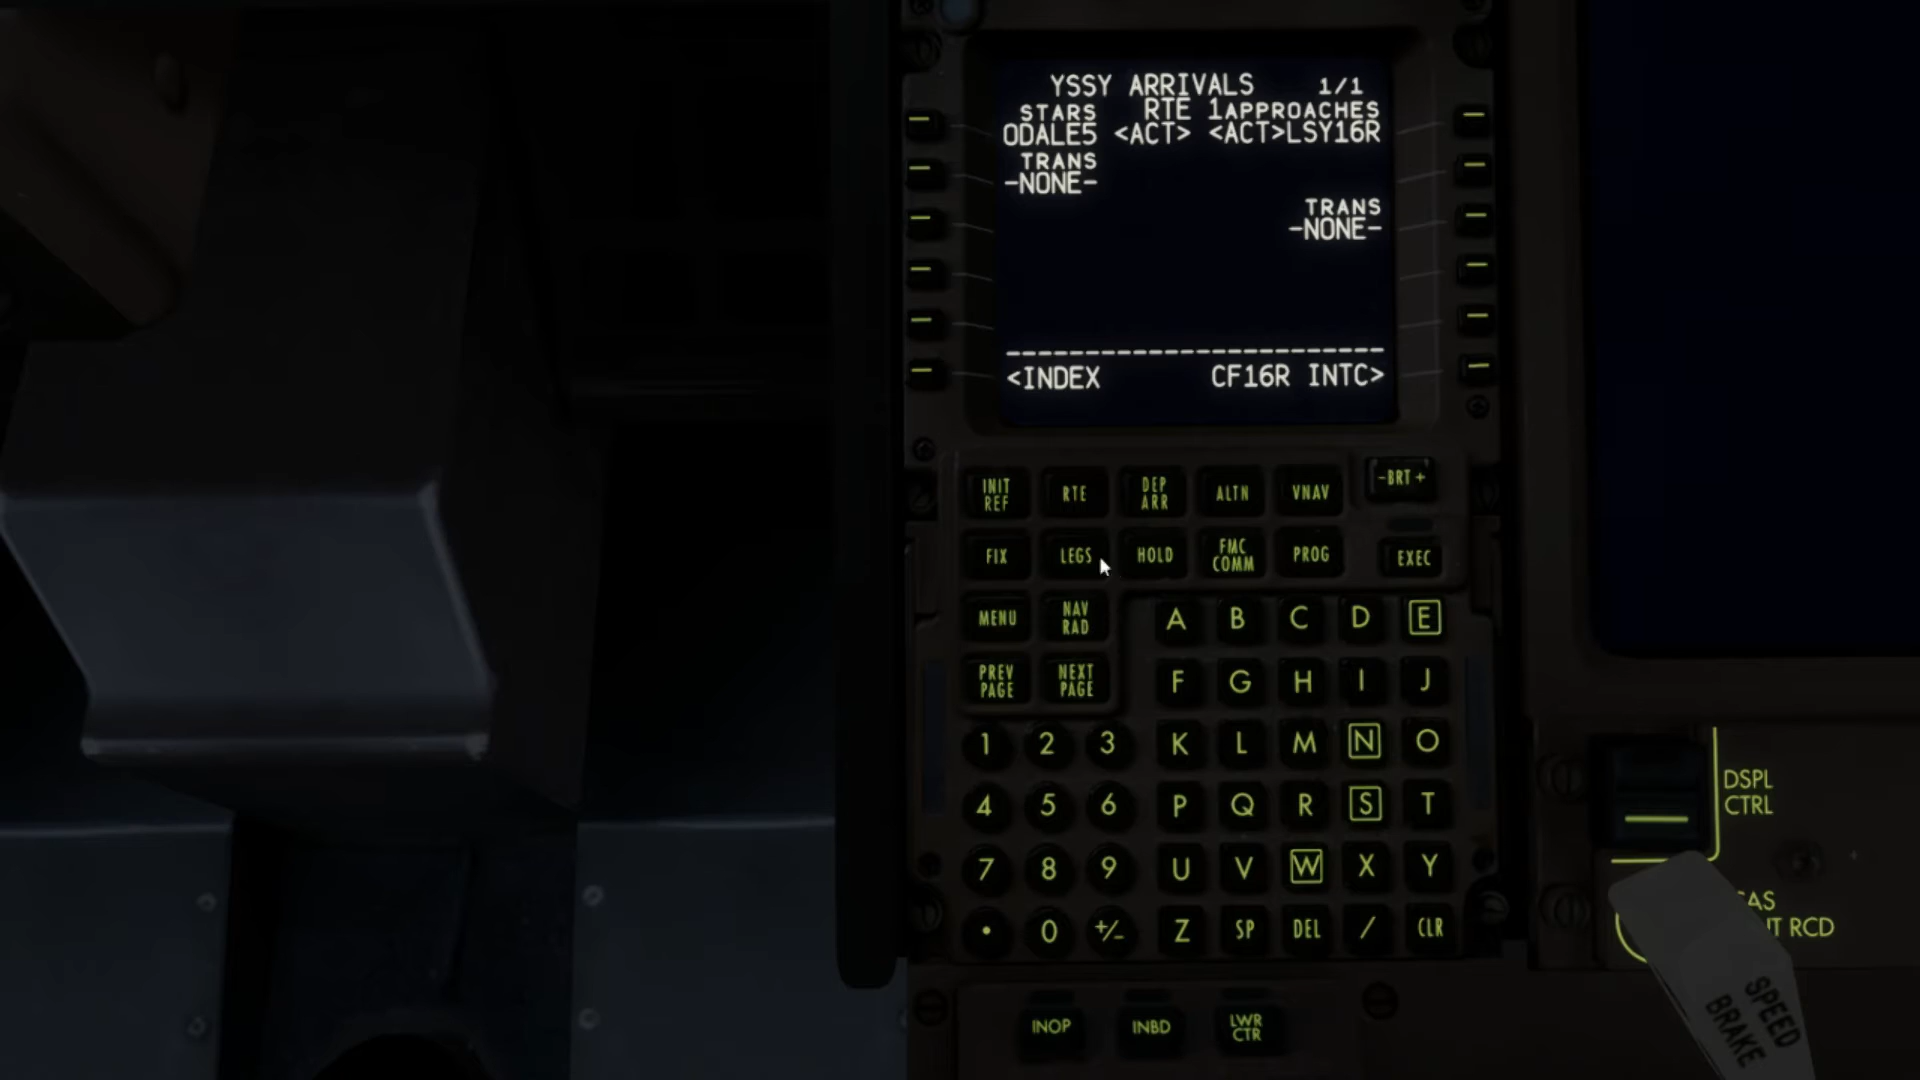 YSSY ARRIVALS 1/1
STARS RTE 1 APPROACHES
ODALE5 <ACT> <ACT>LSY16R
TRANS
-NONE-
TRANS
-NONE-
<INDEX CF16R INTC>
INIT REF RTE DEP ARR ALTN VNAV -BRT+
FIX LEGS HOLD FMC COMM PROG EXEC
MENU NAV RAD A B C D E
PREV PAGE NEXT PAGE F G H I J
1 2 3 K L M N O
4 5 6 P Q R S T
7 8 9 U V W X Y
. 0 +/- Z SP DEL / CLR
INOP INBD LWR CTR
DSPL
CTRL
RCD
SPEED
BRAKE